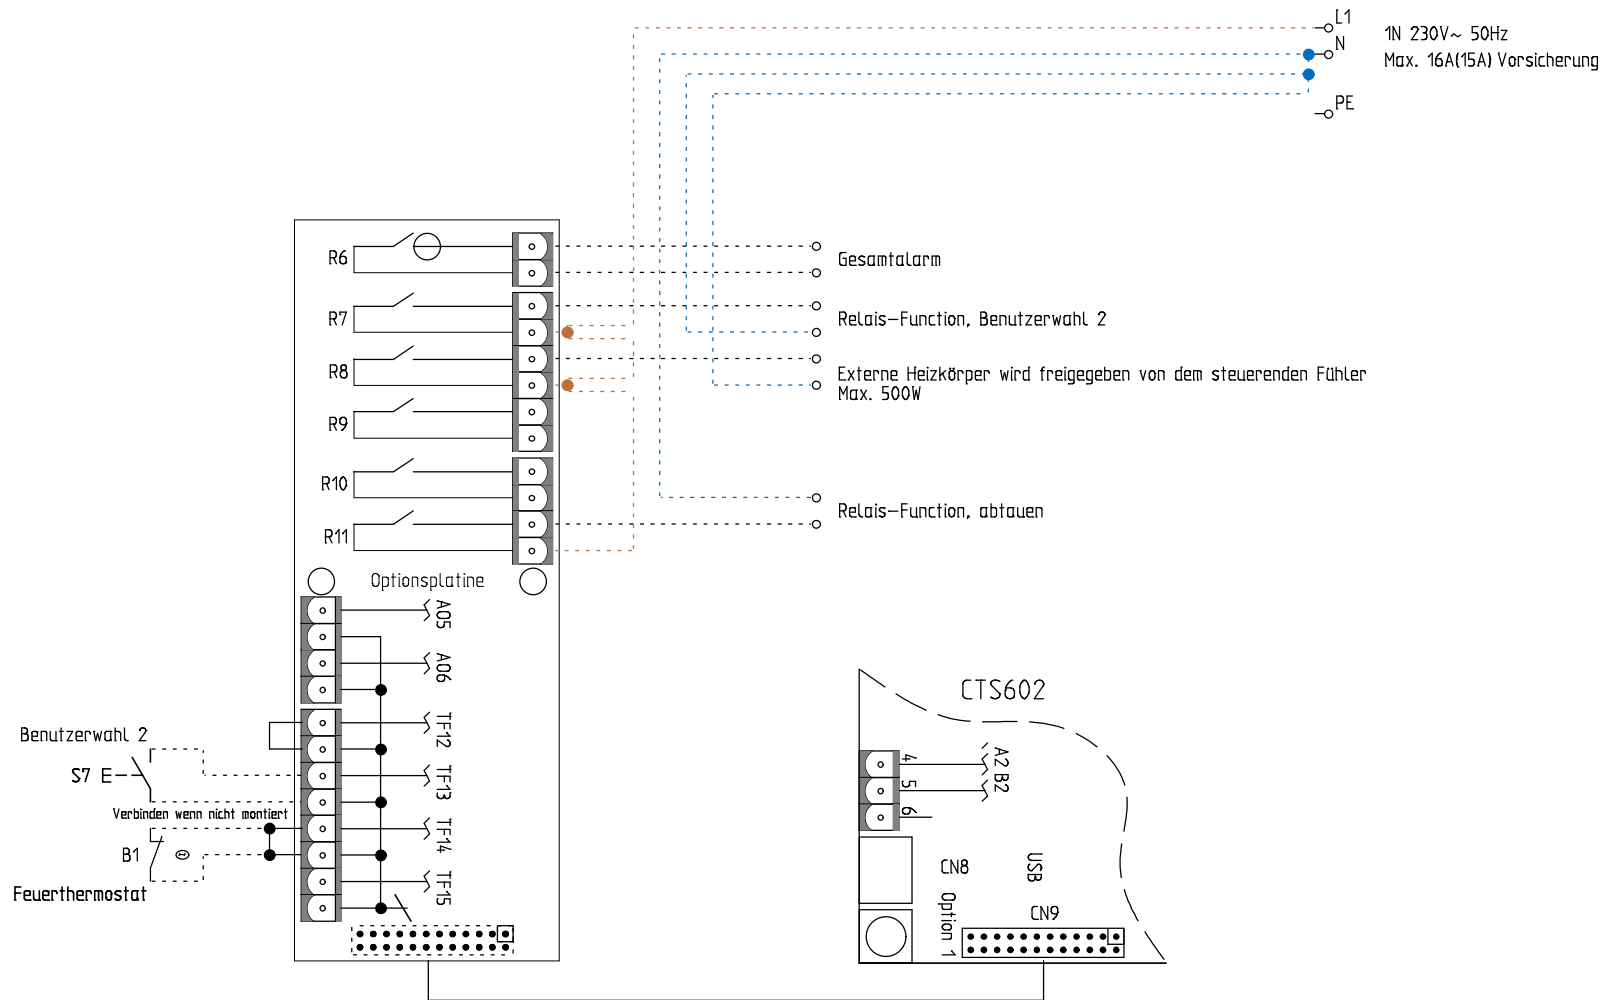 L1
1N 230V~ 50Hz
N
Max. 16A(15A) Vorsicherung
PE
R6
Gesamtalarm
R7
Relais-Function, Benutzerwahl 2
R8
Externe Heizkörper wird freigegeben von dem steuerenden Fühler
Max. 500W
R9
R10
Relais-Function, abtauen
R11
Optionsplatine
A05
A06
TF12
TF13
TF14
TF15
Benutzerwahl 2
S7 E
Verbinden wenn nicht montiert
B1
Feuerthermostat
CTS602
4
A2
5
B2
6
CN8
USB
Option 1
CN9